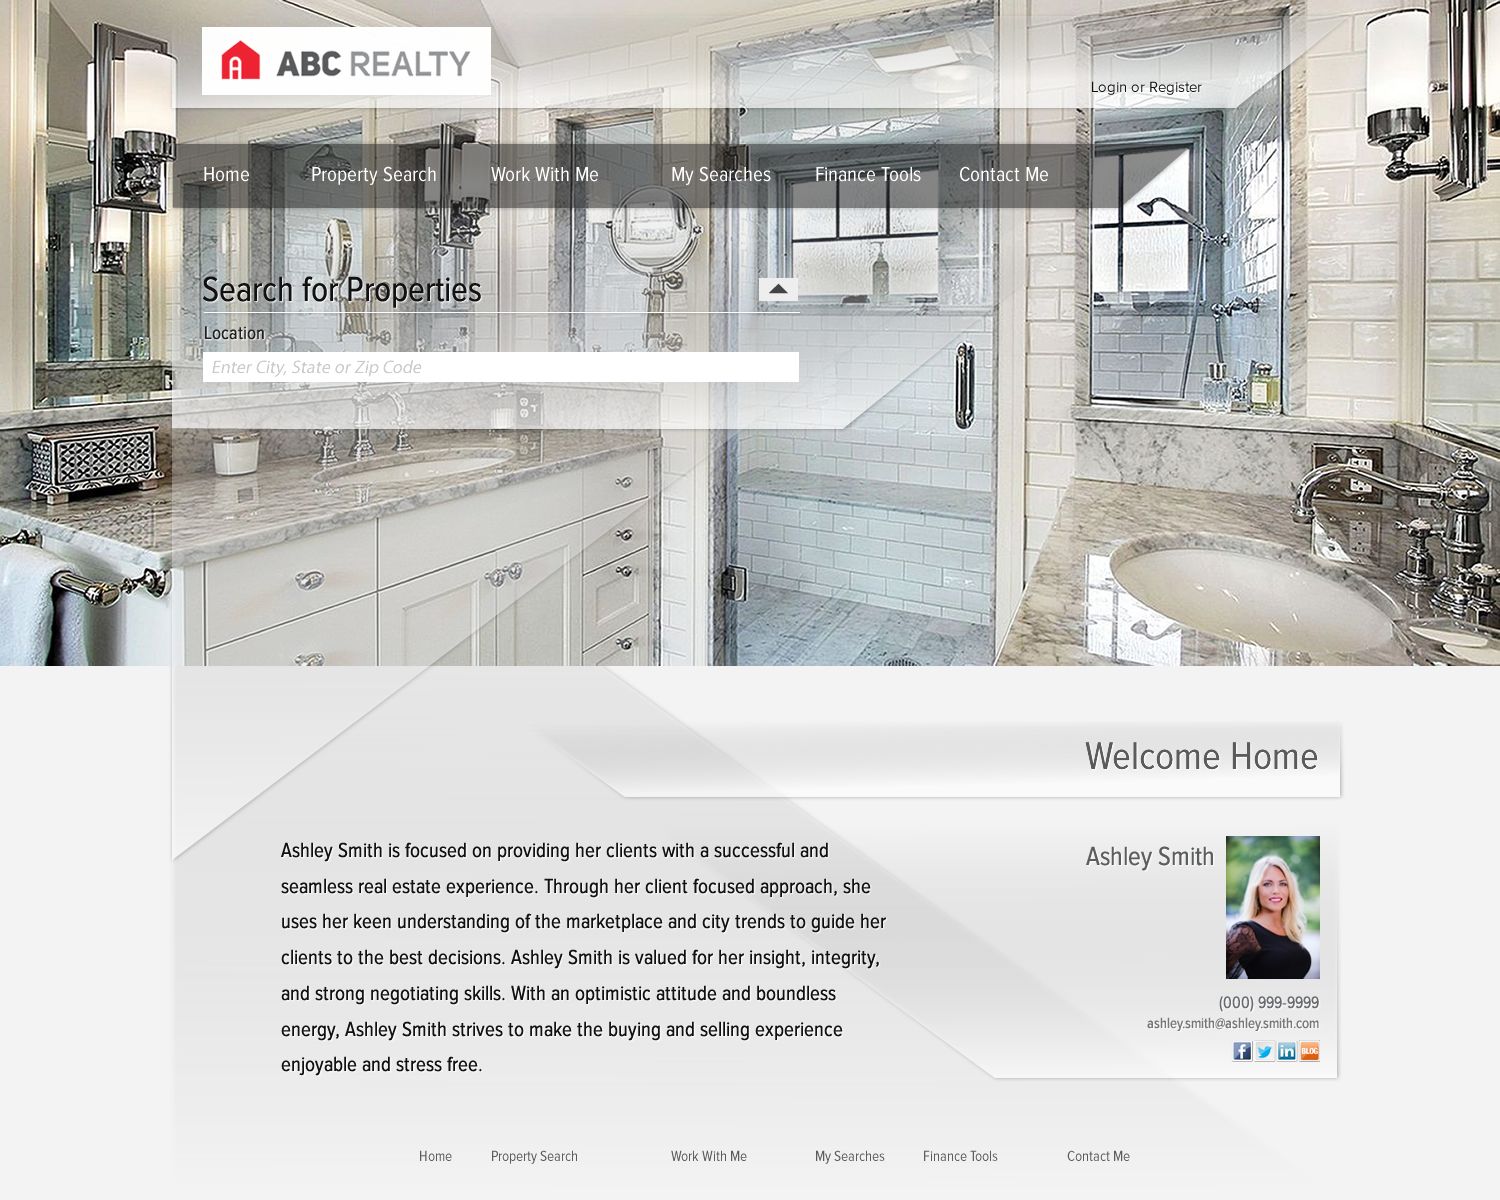 ABC REALTY
Login or Register
Home Property Search Work With Me My Searches Finance Tools Contact Me
Search for Properties
Location
Enter City, State or Zip Code
Welcome Home
Ashley Smith is focused on providing her clients with a successful and
seamless real estate experience. Through her client focused approach, she
uses her keen understanding of the marketplace and city trends to guide her
clients to the best decisions. Ashley Smith is valued for her insight, integrity,
and strong negotiating skills. With an optimistic attitude and boundless
energy, Ashley Smith strives to make the buying and selling experience
enjoyable and stress free.
Ashley Smith
(000) 999-9999
ashley.smith@ashley.smith.com
f in BLOG
Home Property Search Work With Me My Searches Finance Tools Contact Me